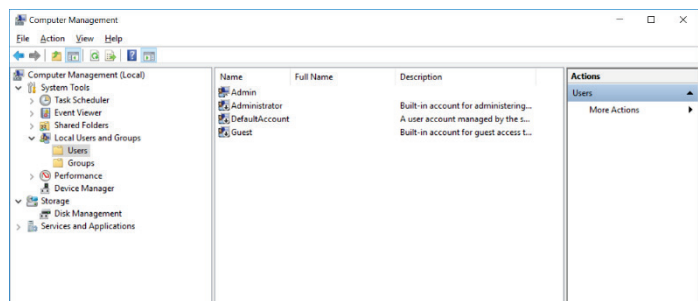 Computer Management
File Action View Help
Computer Management (Local)
System Tools
Task Scheduler
Event Viewer
Shared Folders
Local Users and Groups
Users
Groups
Performance
Device Manager
Storage
Disk Management
Services and Applications
Name Full Name Description
Admin
Administrator Built-in account for administering...
DefaultAccount A user account managed by the s...
Guest Built-in account for guest access t...
Actions
Users
More Actions